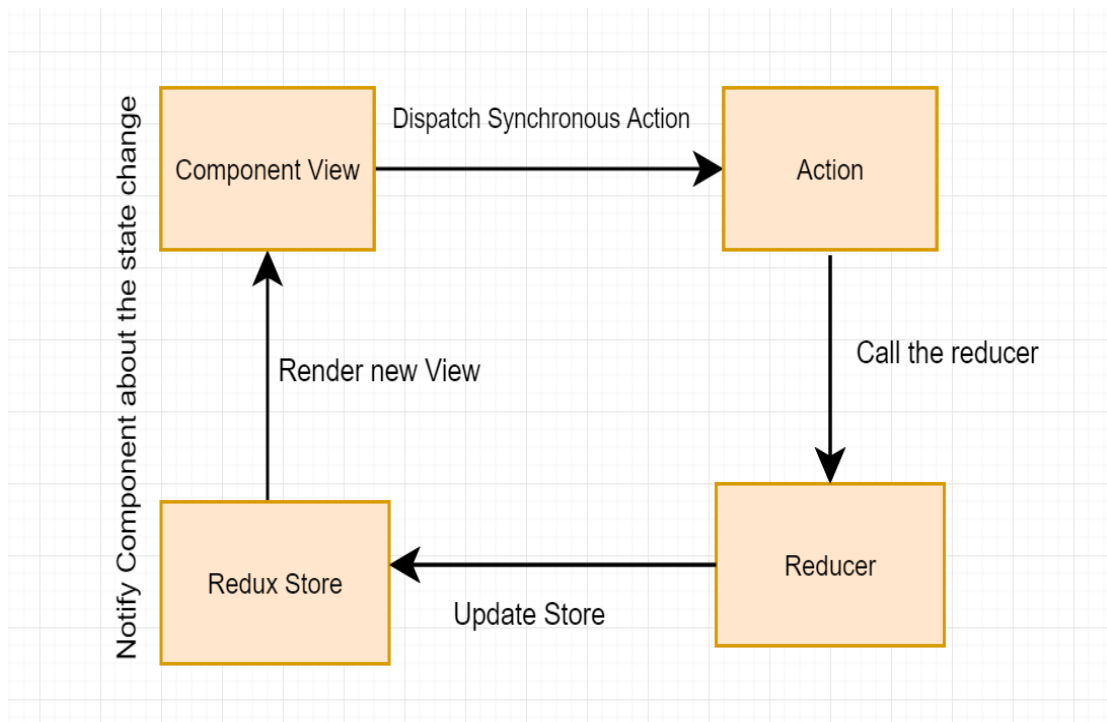 Notify Component about the state change
Dispatch Synchronous Action
Component View
Action
Call the reducer
Render new View
Reducer
Redux Store
Update Store